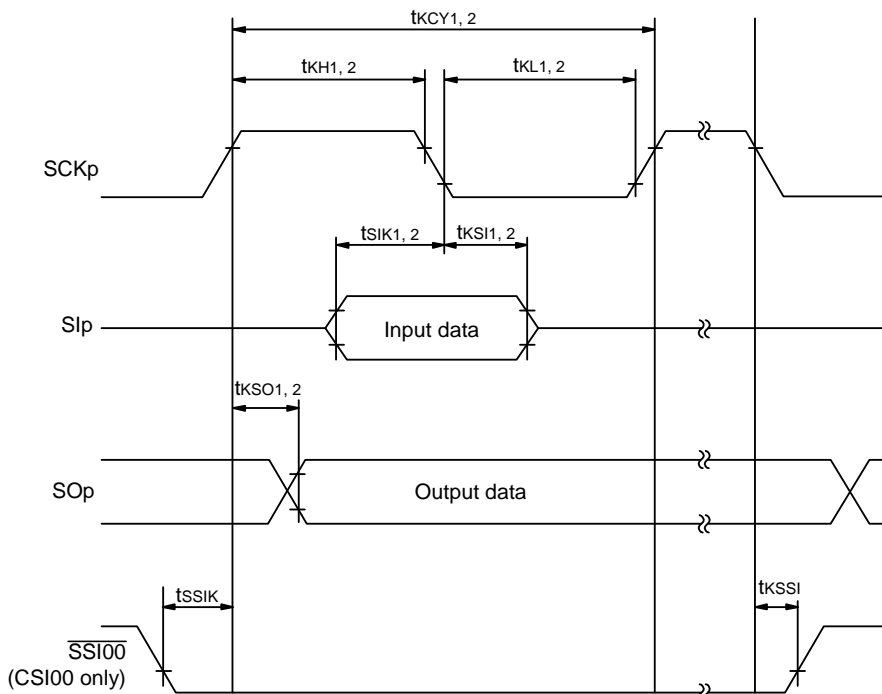 tKCY1, 2
tKH1, 2
tKL1, 2
SCKp
tSIK1, 2
tKSI1, 2
SIp
Input data
tKSO1, 2
SOp
Output data
tSSIK
tKSSI
SSI00
(CSI00 only)